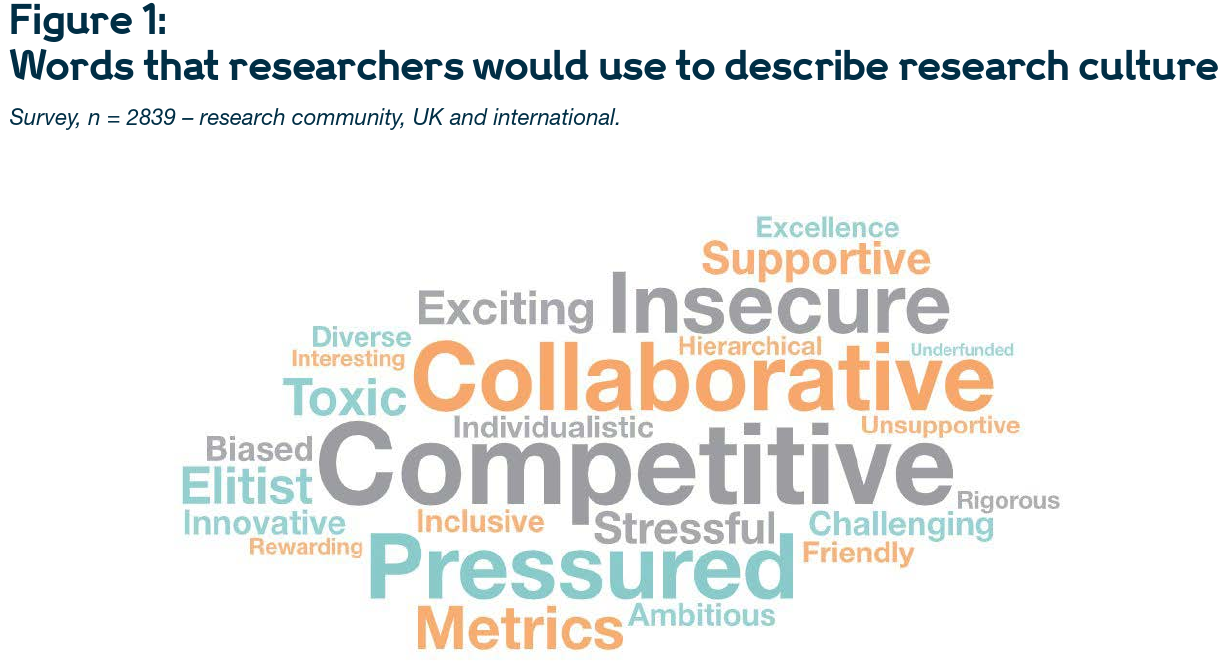 Figure 1:
Words that researchers would use to describe research culture
Survey, n = 2839 – research community, UK and international.
Excellence
Supportive
Exciting Insecure
Diverse
Hierarchical
Underfunded
Interesting
Collaborative
Toxic
Individualistic
Unsupportive
Biased
Competitive
Elitist
Rigorous
Innovative
Inclusive
Stressful
Challenging
Rewarding
Pressured
Friendly
Metrics
Ambitious